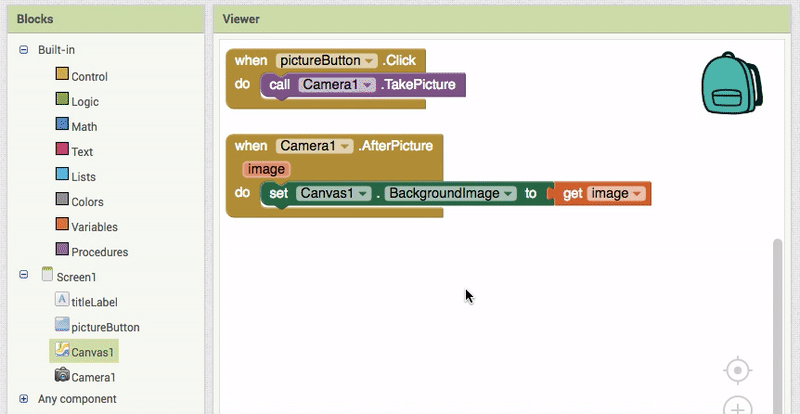 Blocks
Viewer
Built-in
Control
Logic
Math
Text
Lists
Colors
Variables
Procedures
Screen1
A titleLabel
pictureButton
Canvas1
Camera1
Any component
when pictureButton .Click
do call Camera1 .TakePicture
when Camera1 .AfterPicture
image
do set Canvas1 . BackgroundImage to get image